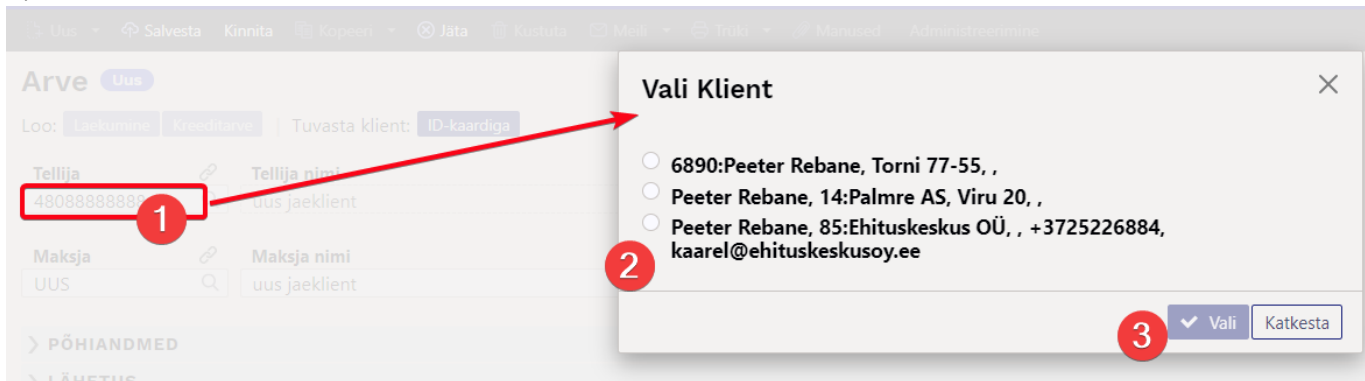 Uus Salvesta Kinnita Kopeeri Jäta Kustuta Meili Trüki Manused Administreerimine
Arve Uus
Loo: Laekumine Kreeditarve Tuvasta klient: ID-kaardiga
Tellija Tellija nimi
48088888888 uus jaeklient
1
Maksja Maksja nimi
UUS uus jaeklient
PÕHIANDMED
LÄHETUS
Vali Klient
6890:Peeter Rebane, Torni 77-55, ,
Peeter Rebane, 14:Palmre AS, Viru 20, ,
Peeter Rebane, 85:Ehituskeskus OÜ, , +3725226884,
kaarel@ehituskeskusoy.ee
2
3 Vali Katkesta